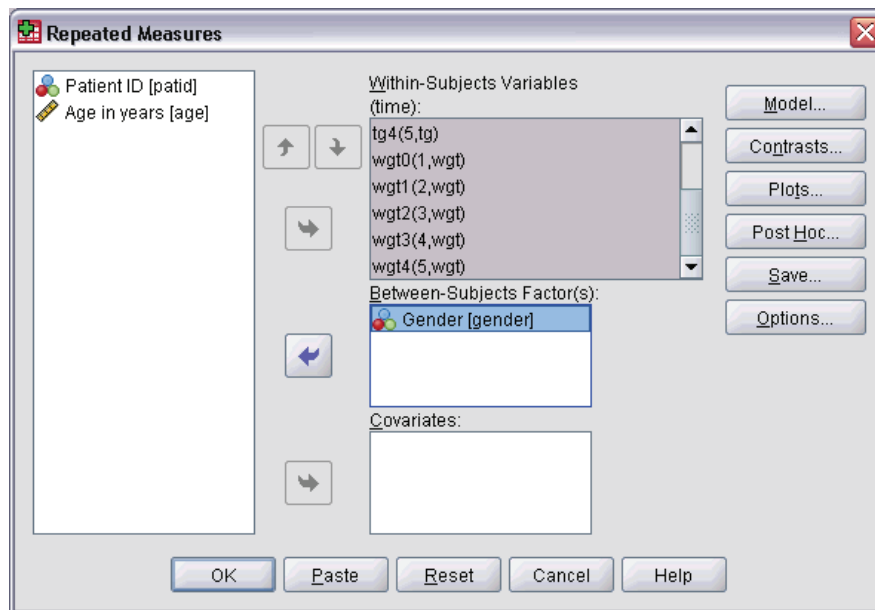 Repeated Measures
Patient ID [patid]
Age in years [age]
Within-Subjects Variables
(time):
tg4(5,tg)
wgt0(1,wgt)
wgt1(2,wgt)
wgt2(3,wgt)
wgt3(4,wgt)
wgt4(5,wgt)
Between-Subjects Factor(s):
Gender [gender]
Covariates:
Model...
Contrasts...
Plots...
Post Hoc...
Save...
Options...
OK
Paste
Reset
Cancel
Help